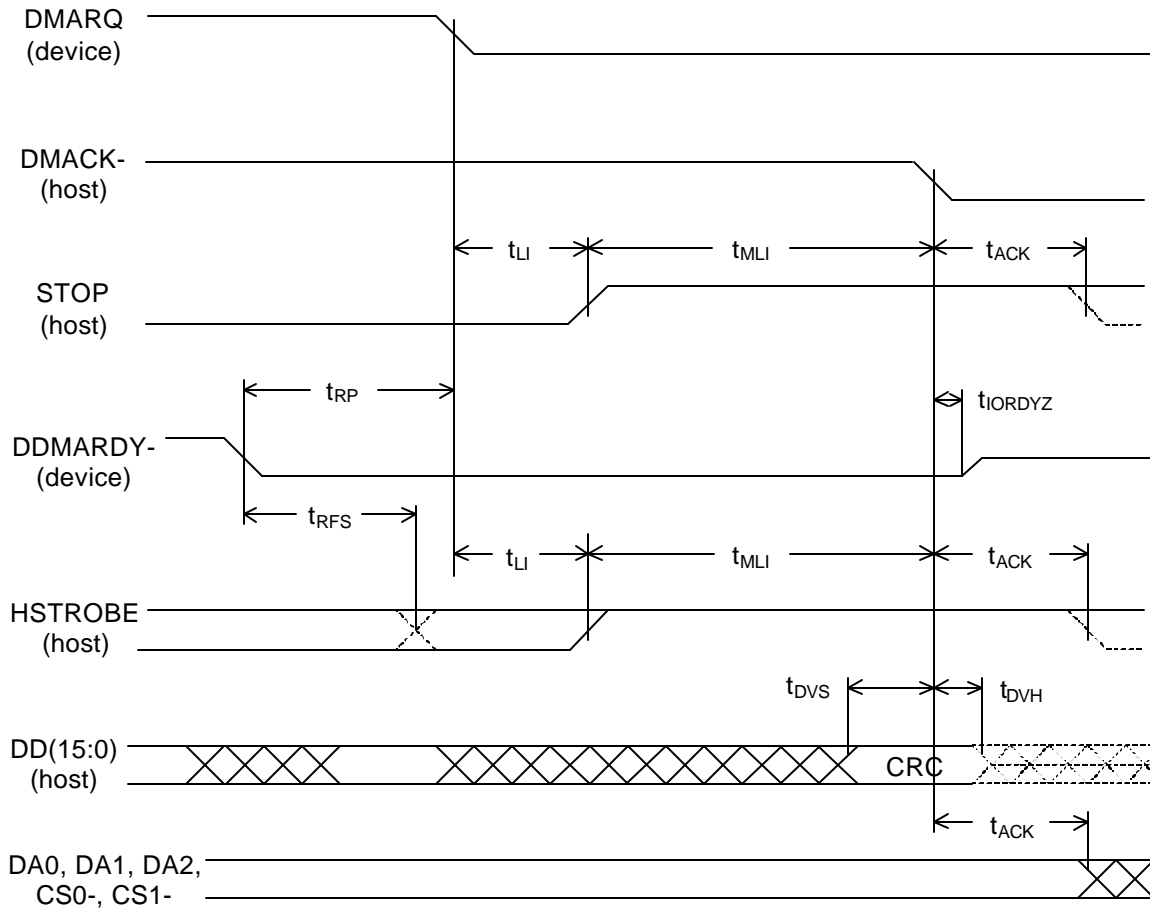 DMARQ
(device)
DMACK-
(host)
tLI
tMLI
tACK
STOP
(host)
tRP
tIORDYZ
DDMARDY-
(device)
tRFS
tLI
tMLI
tACK
HSTROBE
(host)
tDVS
tDVH
DD(15:0)
(host)
CRC
tACK
DA0, DA1, DA2,
CS0-, CS1-